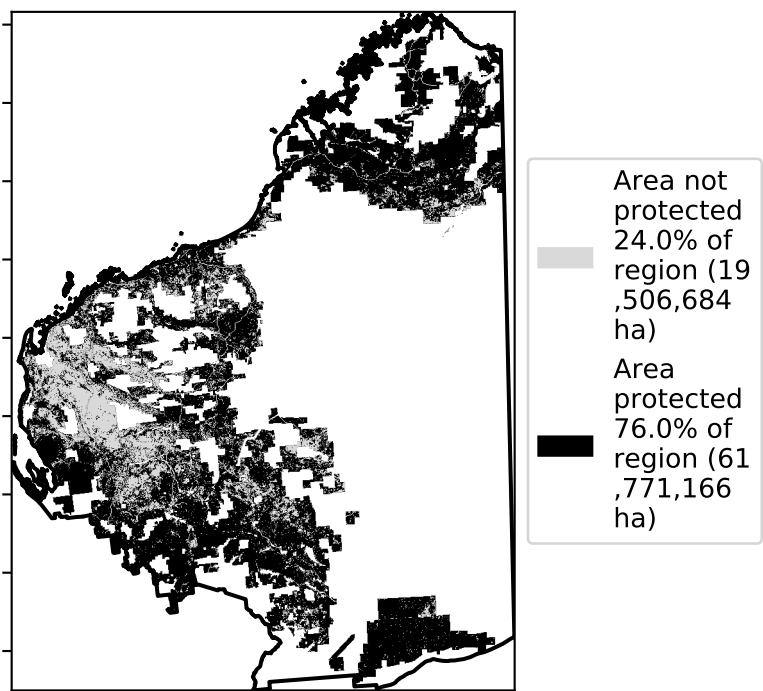 Area not
protected
24.0% of
region (19
,506,684
ha)
Area
protected
76.0% of
region (61
,771,166
ha)